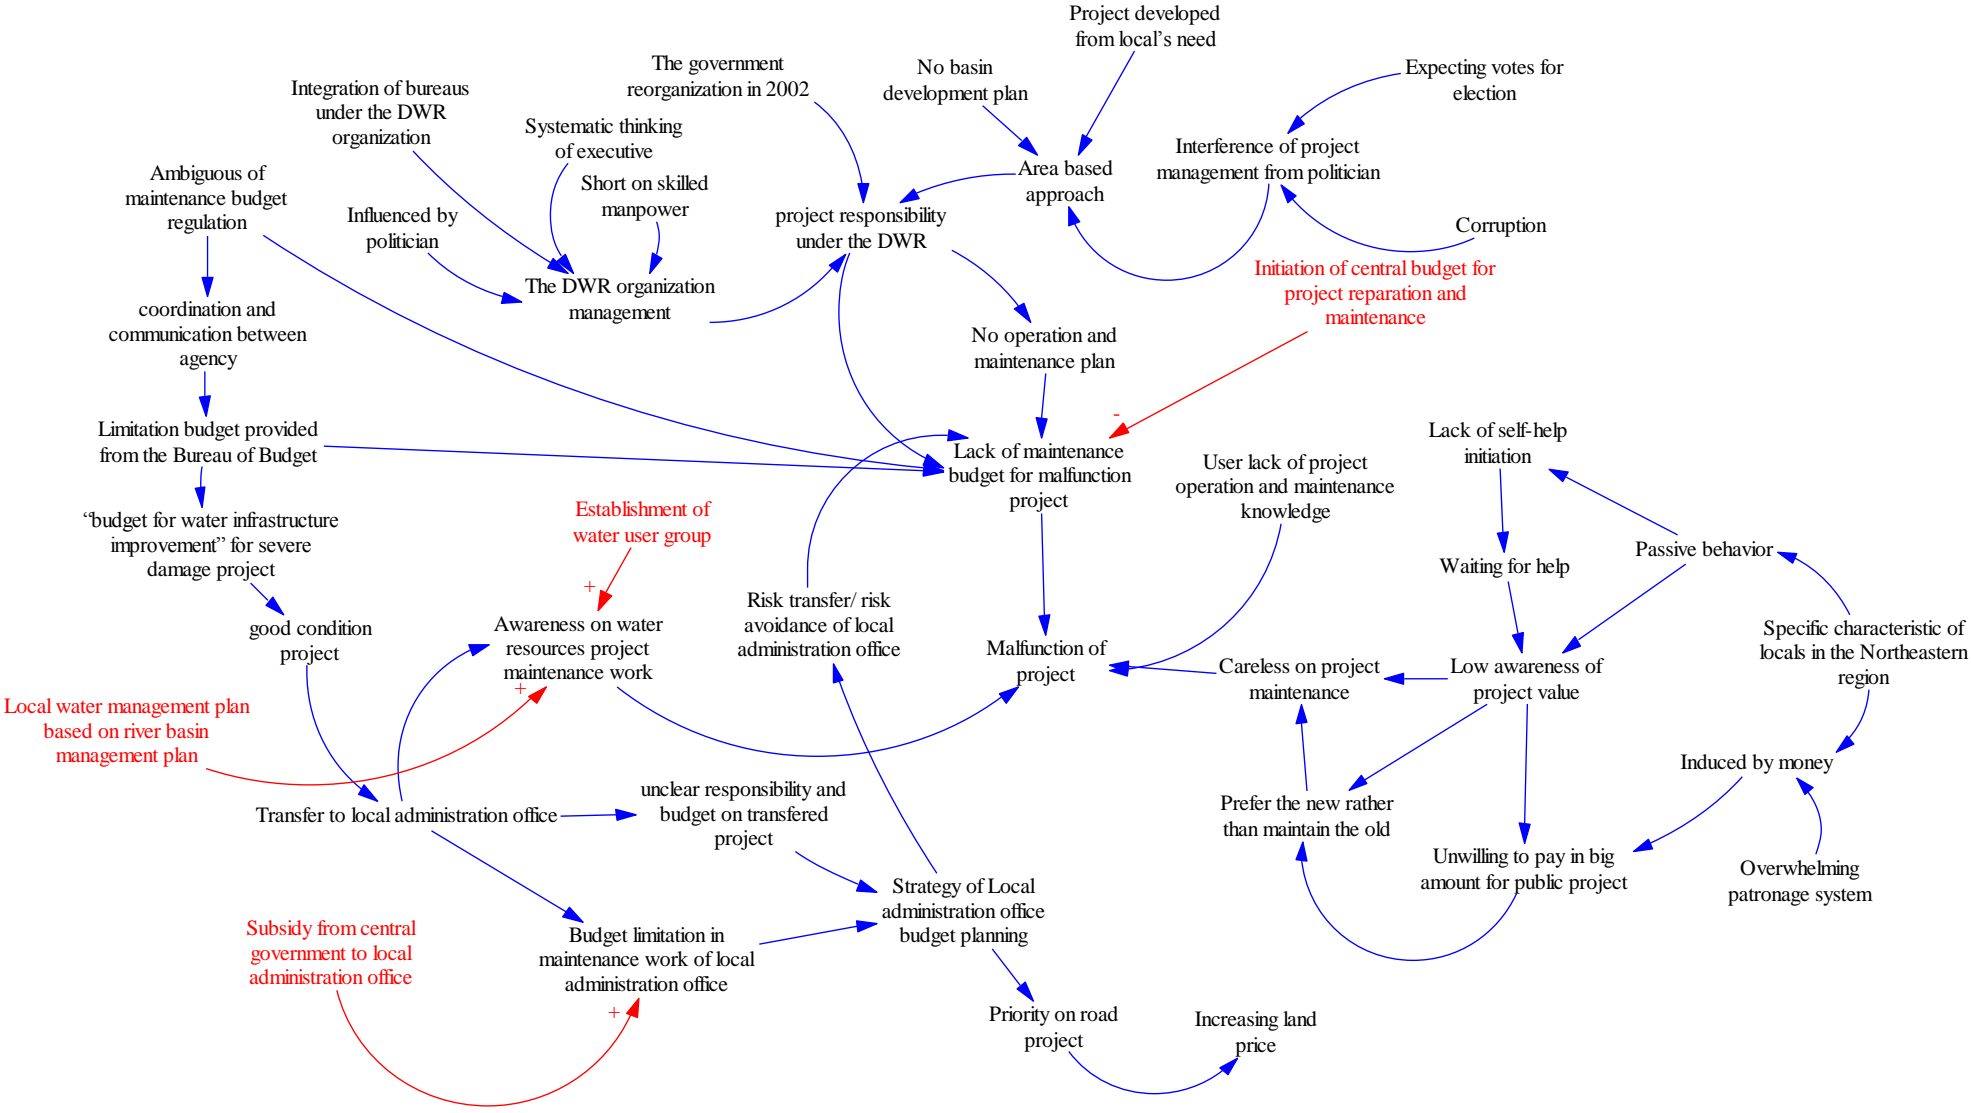 Project developed
from local’s need
The government
reorganization in 2002
No basin
development plan
Expecting votes for
election
Integration of bureaus
under the DWR
organization
Systematic thinking
of executive
Interference of project
management from politician
Ambiguous of
maintenance budget
regulation
Short on skilled
manpower
Area based
approach
Influenced by
politician
project responsibility
under the DWR
Corruption
The DWR organization
management
Initiation of central budget for
project reparation and
maintenance
coordination and
communication between
agency
No operation and
maintenance plan
-
Limitation budget provided
from the Bureau of Budget
Lack of maintenance
budget for malfunction
project
User lack of project
operation and maintenance
knowledge
Lack of self-help
initiation
“budget for water infrastructure
improvement” for severe
damage project
Establishment of
water user group
+
Waiting for help
Passive behavior
good condition
project
Awareness on water
resources project
maintenance work
+
Risk transfer/ risk
avoidance of local
administration office
Malfunction of
project
Careless on project
maintenance
Low awareness of
project value
Specific characteristic of
locals in the Northeastern
region
Local water management plan
based on river basin
management plan
Transfer to local administration office
unclear responsibility and
budget on transfered
project
Prefer the new rather
than maintain the old
Induced by money
Unwilling to pay in big
amount for public project
Overwhelming
patronage system
Strategy of Local
administration office
budget planning
Subsidy from central
government to local
administration office
Budget limitation in
maintenance work of local
administration office
+
Priority on road
project
Increasing land
price